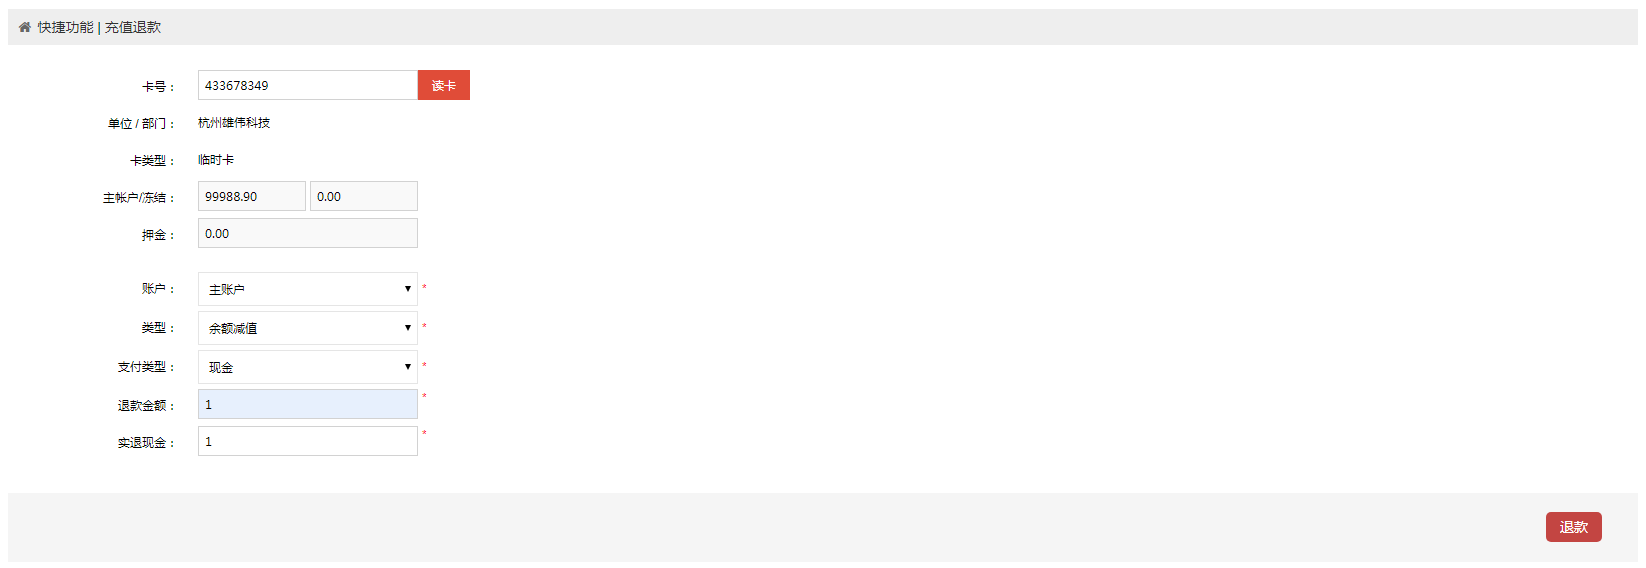 快捷功能 | 充值退款
卡号： 433678349 读卡
单位 / 部门： 杭州雄伟科技
卡类型： 临时卡
主帐户/冻结： 99988.90 0.00
押金： 0.00
账户： 主账户 *
类型： 余额减值 *
支付类型： 现金 *
退款金额： 1 *
实退现金： 1 *
退款